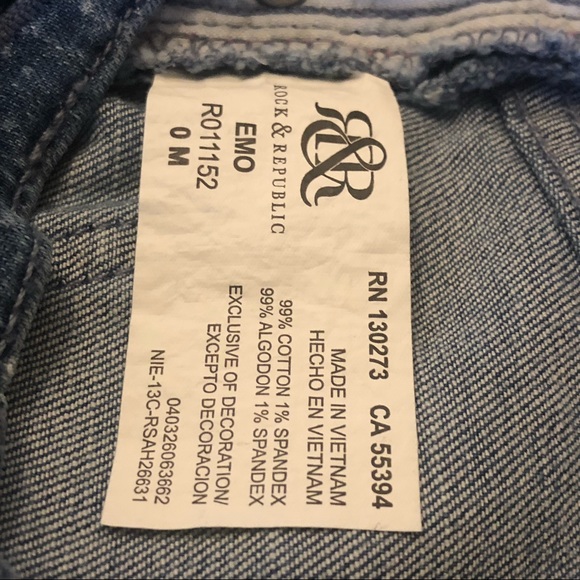 R&R
ROCK & REPUBLIC
EMO
R011152
0 M
RN 130273 CA 55394
MADE IN VIETNAM
HECHO EN VIETNAM
99% COTTON 1% SPANDEX
99% ALGODON 1% SPANDEX
EXCLUSIVE OF DECORATION/
EXCEPTO DECORACION
040328063662
NIE-13C-RSAH26631